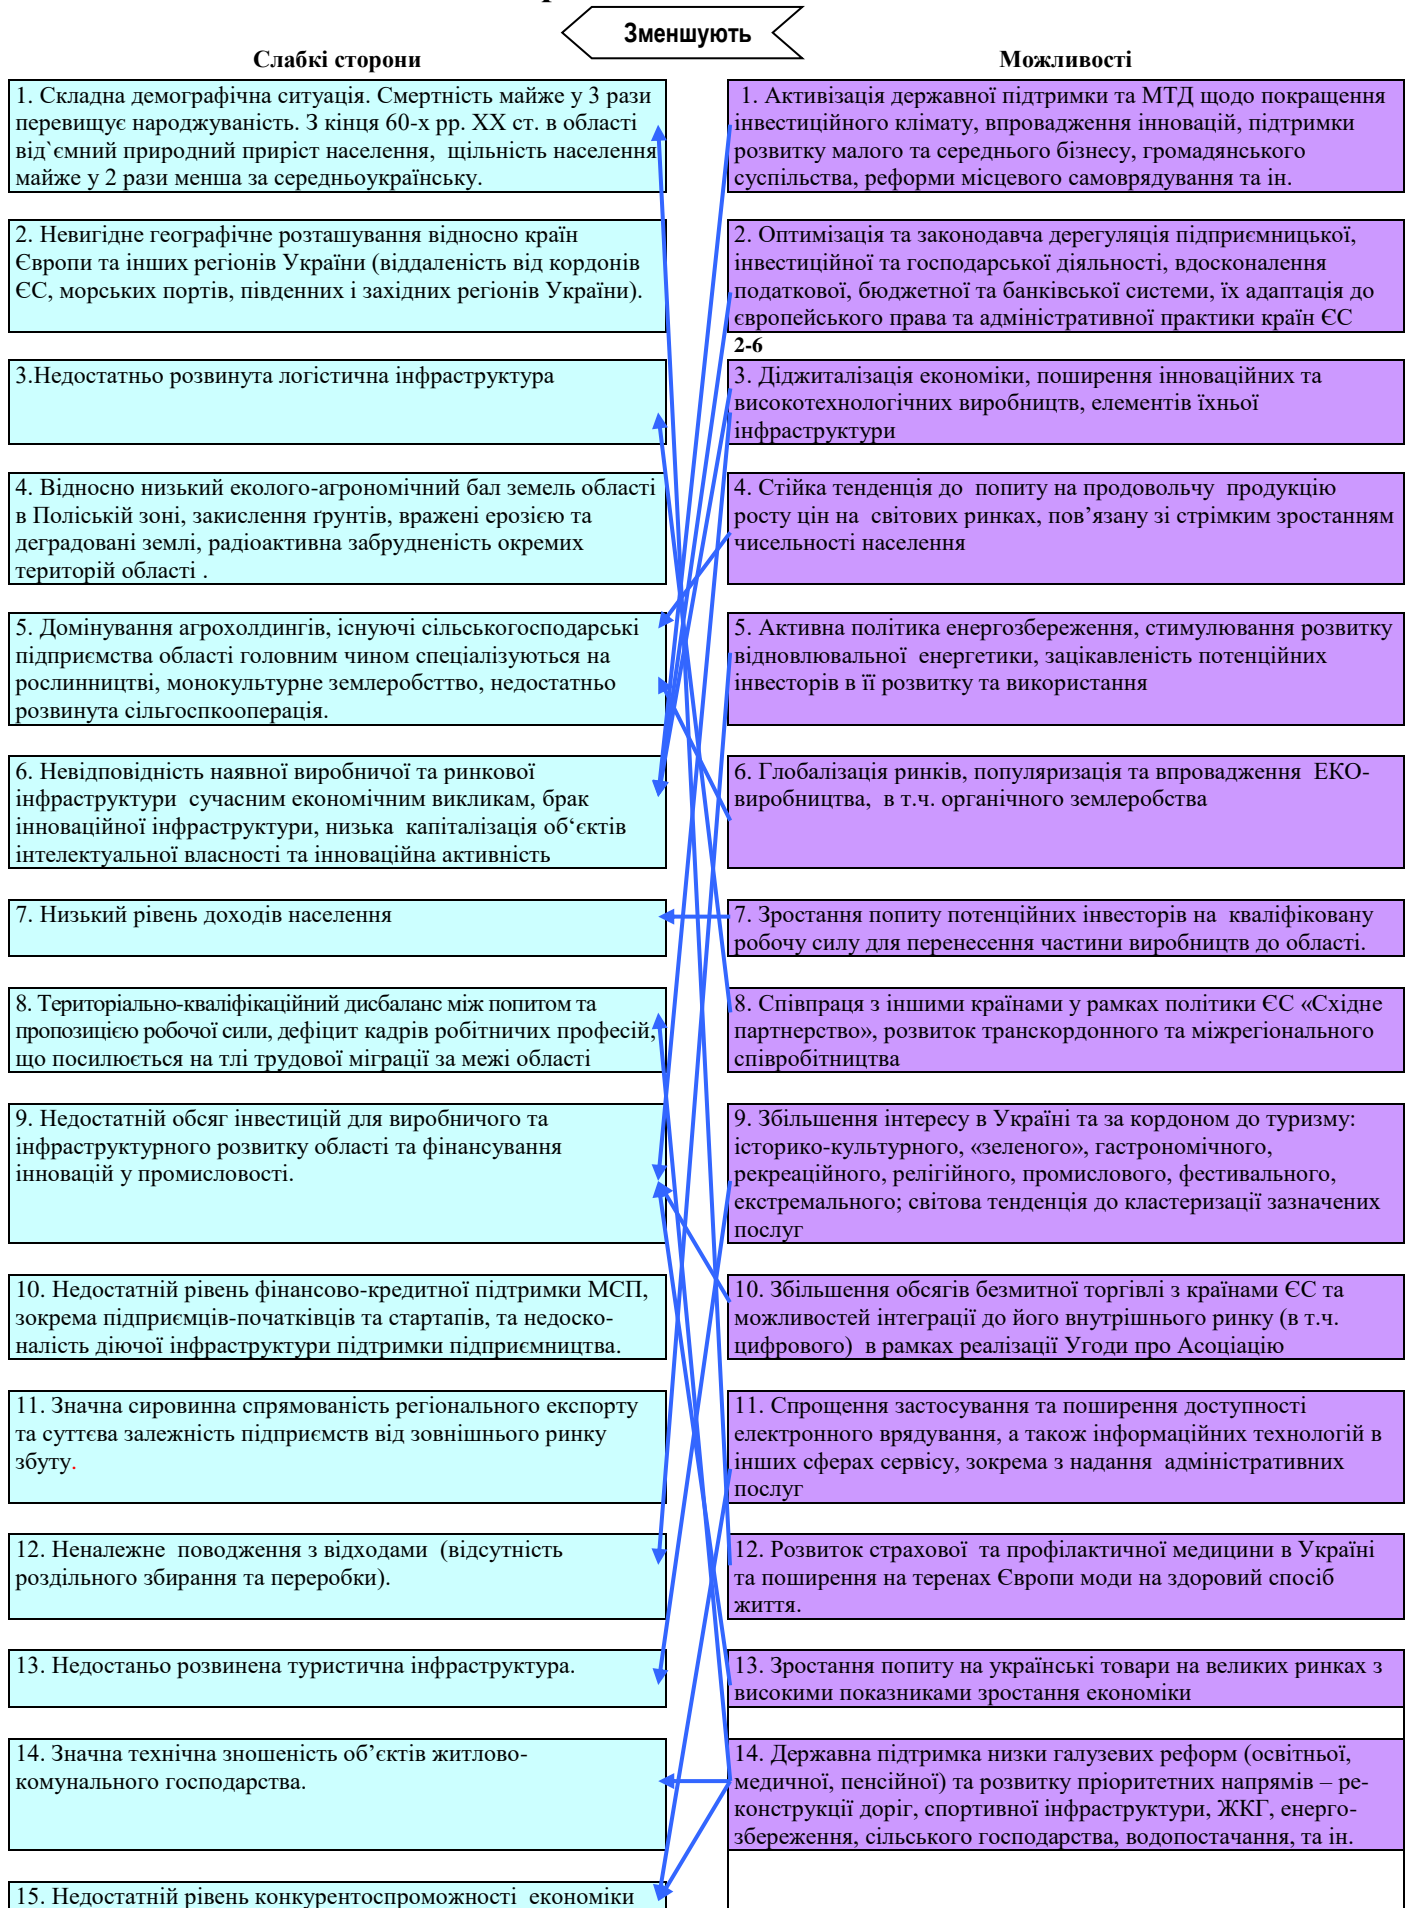 Зменшують
Слабкі сторони
1. Складна демографічна ситуація. Смертність майже у 3 рази
перевищує народжуваність. З кінця 60-х рр. ХХ ст. в області
від`ємний природний приріст населення, щільність населення
майже у 2 рази менша за середньоукраїнську.
2. Невигідне географічне розташування відносно країн
Європи та інших регіонів України (віддаленість від кордонів
ЄС, морських портів, південних і західних регіонів України).
3.Недостатньо розвинута логістична інфраструктура
4. Відносно низький еколого-агрономічний бал земель області
в Поліській зоні, закислення ґрунтів, вражені ерозією та
деградовані землі, радіоактивна забрудненість окремих
територій області .
5. Домінування агрохолдингів, існуючі сільськогосподарські
підприємства області головним чином спеціалізуються на
рослинництві, монокультурне землеробсттво, недостатньо
розвинута сільгоспкооперація.
6. Невідповідність наявної виробничої та ринкової
інфраструктури сучасним економічним викликам, брак
інноваційної інфраструктури, низька капіталізація об‘єктів
інтелектуальної власності та інноваційна активність
7. Низький рівень доходів населення
8. Територіально-кваліфікаційний дисбаланс між попитом та
пропозицією робочої сили, дефіцит кадрів робітничих професій,
що посилюється на тлі трудової міграції за межі області
9. Недостатній обсяг інвестицій для виробничого та
інфраструктурного розвитку області та фінансування
інновацій у промисловості.
10. Недостатній рівень фінансово-кредитної підтримки МСП,
зокрема підприємців-початківців та стартапів, та недоско-
налість діючої інфраструктури підтримки підприємництва.
11. Значна сировинна спрямованість регіонального експорту
та суттєва залежність підприємств від зовнішнього ринку
збуту.
12. Неналежне поводження з відходами (відсутність
роздільного збирання та переробки).
13. Недостаньо розвинена туристична інфраструктура.
14. Значна технічна зношеність об’єктів житлово-
комунального господарства.
15. Недостатній рівень конкурентоспроможності економіки
Можливості
1. Активізація державної підтримки та МТД щодо покращення
інвестиційного клімату, впровадження інновацій, підтримки
розвитку малого та середнього бізнесу, громадянського
суспільства, реформи місцевого самоврядування та ін.
2. Оптимізація та законодавча дерегуляція підприємницької,
інвестиційної та господарської діяльності, вдосконалення
податкової, бюджетної та банківської системи, їх адаптація до
європейського права та адміністративної практики країн ЄС
2-6
3. Діджиталізація економіки, поширення інноваційних та
високотехнологічних виробництв, елементів їхньої
інфраструктури
4. Стійка тенденція до попиту на продовольчу продукцію
росту цін на світових ринках, пов’язану зі стрімким зростанням
чисельності населення
5. Активна політика енергозбереження, стимулювання розвитку
відновлювальної енергетики, зацікавленість потенційних
інвесторів в її розвитку та використання
6. Глобалізація ринків, популяризація та впровадження ЕКО-
виробництва, в т.ч. органічного землеробства
7. Зростання попиту потенційних інвесторів на кваліфіковану
робочу силу для перенесення частини виробництв до області.
8. Співпраця з іншими країнами у рамках політики ЄС «Східне
партнерство», розвиток транскордонного та міжрегіонального
співробітництва
9. Збільшення інтересу в Україні та за кордоном до туризму:
історико-культурного, «зеленого», гастрономічного,
рекреаційного, релігійного, промислового, фестивального,
екстремального; світова тенденція до кластеризації зазначених
послуг
10. Збільшення обсягів безмитної торгівлі з країнами ЄС та
можливостей інтеграції до його внутрішнього ринку (в т.ч.
цифрового) в рамках реалізації Угоди про Асоціацію
11. Спрощення застосування та поширення доступності
електронного врядування, а також інформаційних технологій в
інших сферах сервісу, зокрема з надання адміністративних
послуг
12. Розвиток страхової та профілактичної медицини в Україні
та поширення на теренах Європи моди на здоровий спосіб
життя.
13. Зростання попиту на українські товари на великих ринках з
високими показниками зростання економіки
14. Державна підтримка низки галузевих реформ (освітньої,
медичної, пенсійної) та розвитку пріоритетних напрямів – ре-
конструкції доріг, спортивної інфраструктури, ЖКГ, енерго-
збереження, сільського господарства, водопостачання, та ін.